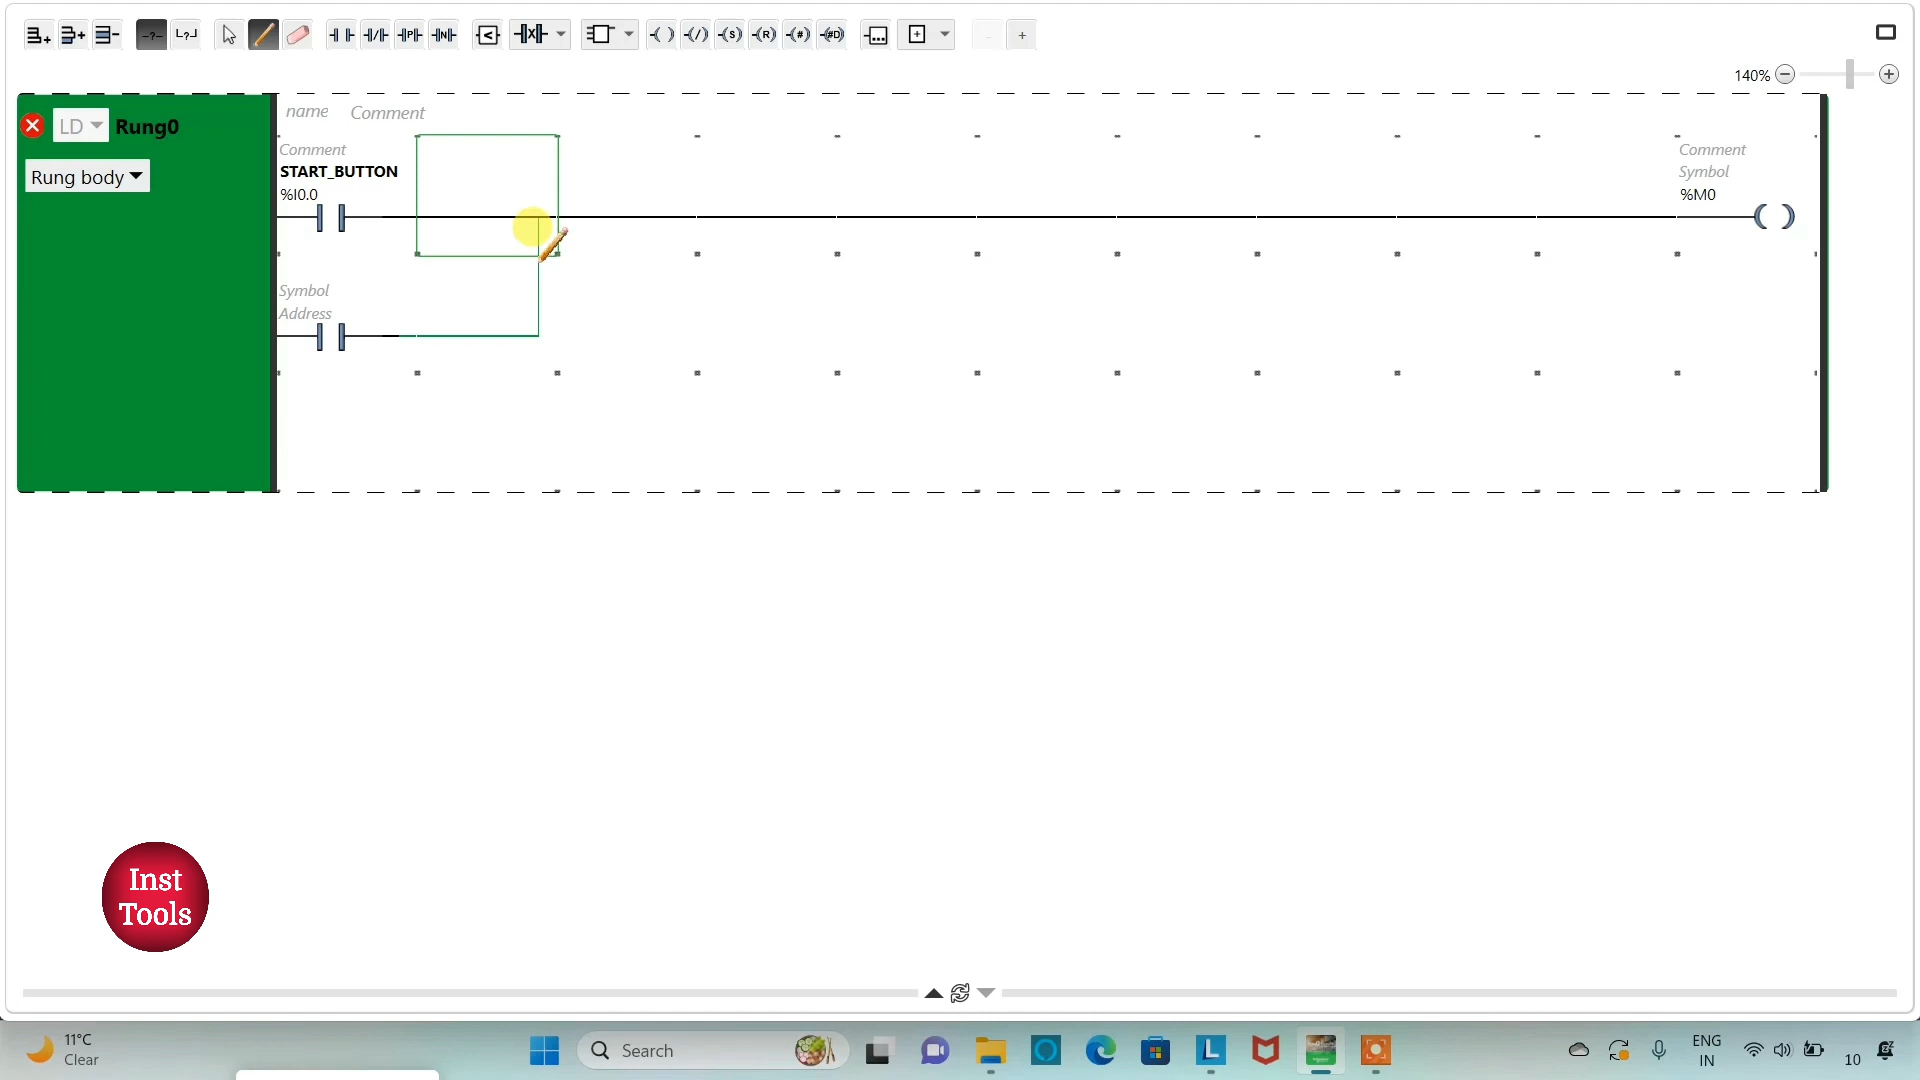 140%
LD Rung0
name Comment
Comment
START_BUTTON
%I0.0
Comment
Symbol
%M0
Rung body
Symbol
Address
Inst
Tools
11°C
Clear
Search
ENG
IN
10